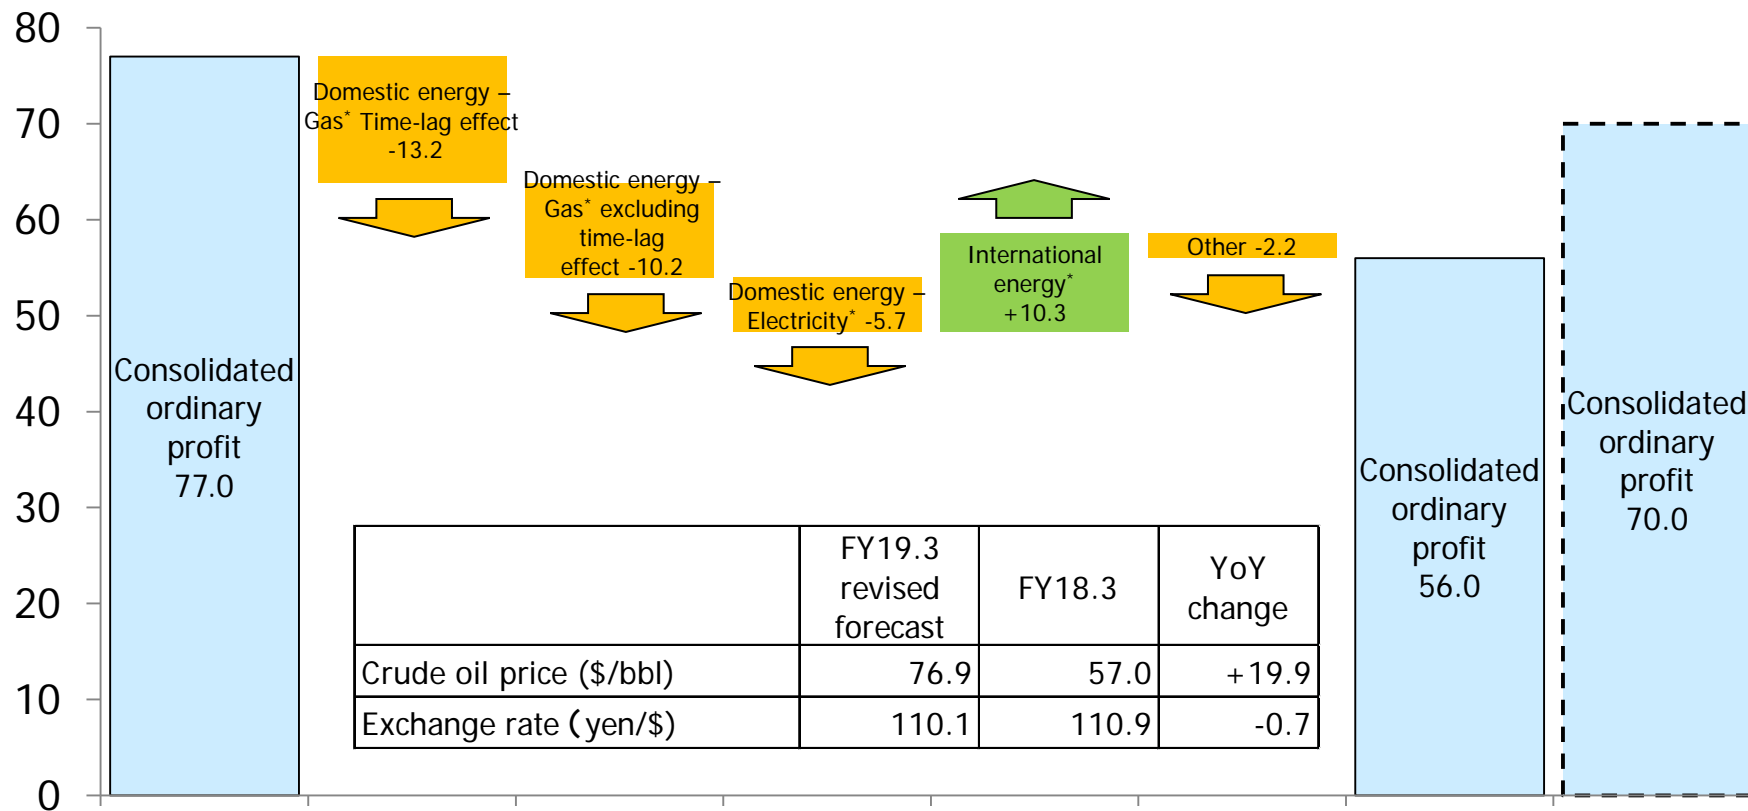 80
70
60
50
40
30
20
10
0
Consolidated
ordinary
profit
77.0
Domestic energy –
Gas* Time-lag effect
-13.2
Domestic energy –
Gas* excluding
time-lag
effect -10.2
Domestic energy –
Electricity* -5.7
International
energy*
+10.3
Other -2.2
Consolidated
ordinary
profit
56.0
Consolidated
ordinary
profit
70.0
FY19.3
revised
forecast
FY18.3
YoY
change
Crude oil price ($/bbl) 76.9 57.0 +19.9
Exchange rate (yen/$) 110.1 110.9 -0.7